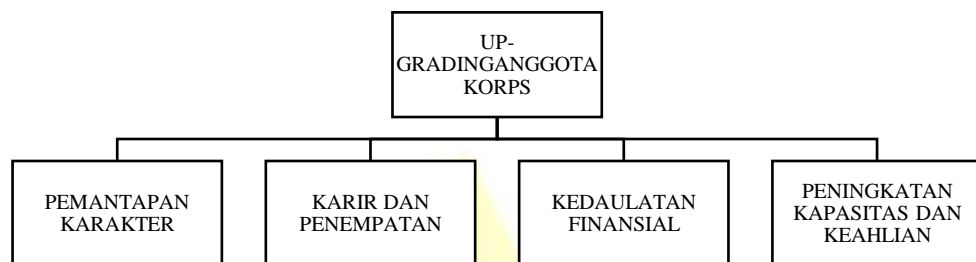 UP-
GRADINGANGGOTA
KORPS
PEMANTAPAN
KARAKTER
KARIR DAN
PENEMPATAN
KEDAULATAN
FINANSIAL
PENINGKATAN
KAPASITAS DAN
KEAHLIAN